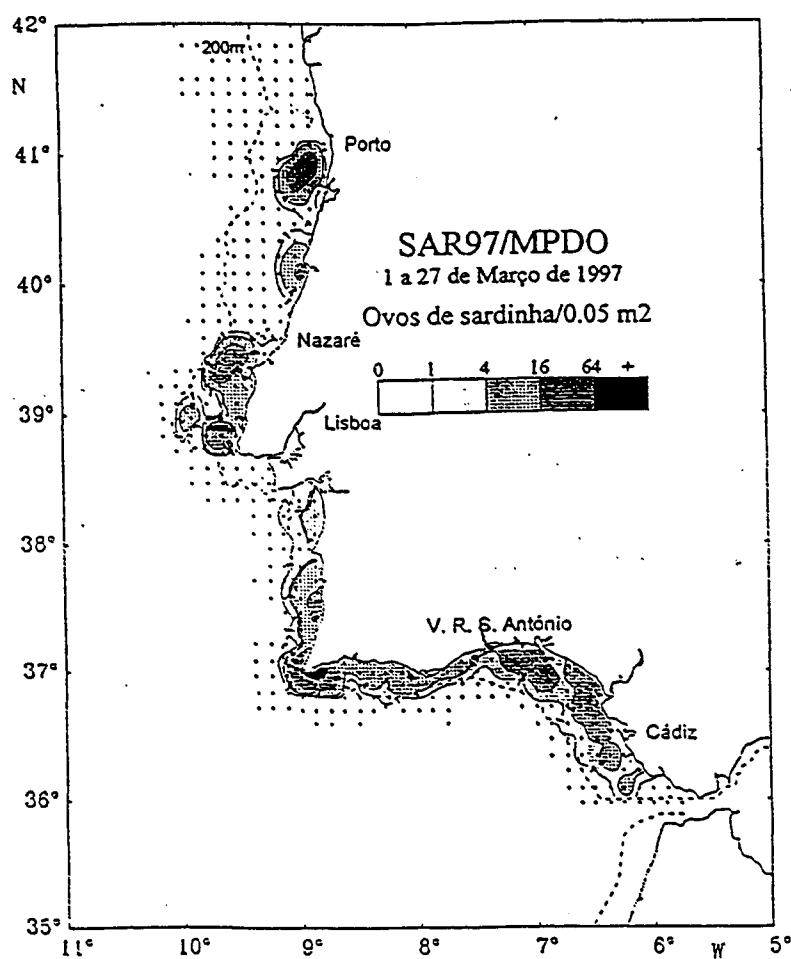 42°
200m
N
41°
Porto
SAR97/MPDO
1 a 27 de Março de 1997
40°
Ovos de sardinha/0.05 m2
Nazaré
0 1 4 16 64 +
39°
Lisboa
38°
V. R. S. António
37°
Cádiz
36°
35°
11° 10° 9° 8° 7° 6° W 5°